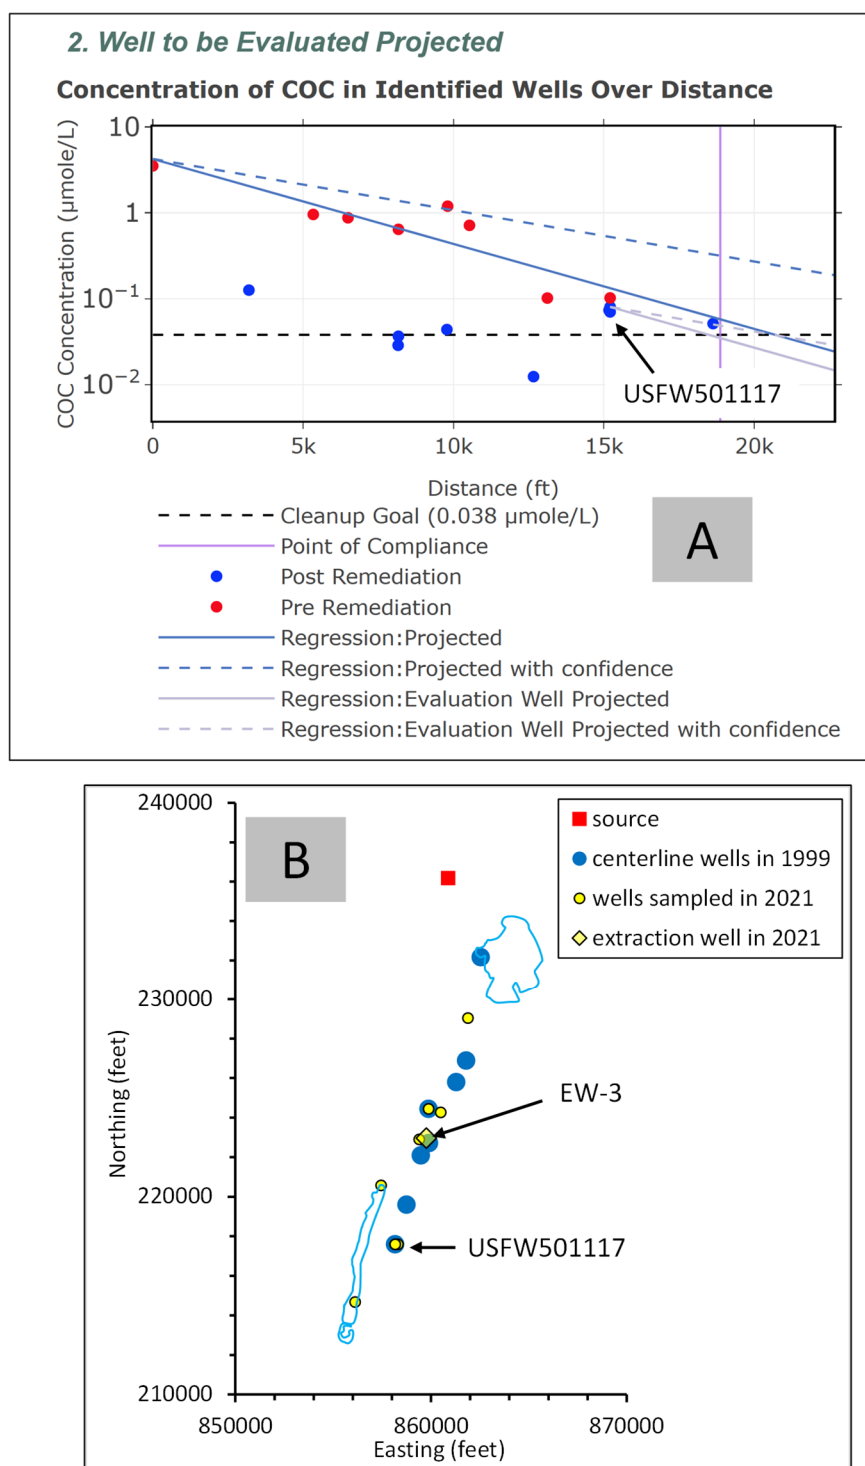 2. Well to be Evaluated Projected
Concentration of COC in Identified Wells Over Distance
COC Concentration (μmole/L)
10
1
10⁻¹
10⁻²
USFW501117
0 5k 10k 15k 20k
Distance (ft)
Cleanup Goal (0.038 μmole/L)
Point of Compliance
Post Remediation
Pre Remediation
Regression:Projected
Regression:Projected with confidence
Regression:Evaluation Well Projected
Regression:Evaluation Well Projected with confidence
A
B
source
centerline wells in 1999
wells sampled in 2021
extraction well in 2021
Northing (feet)
240000
230000
220000
210000
EW-3
USFW501117
850000 860000 870000
Easting (feet)